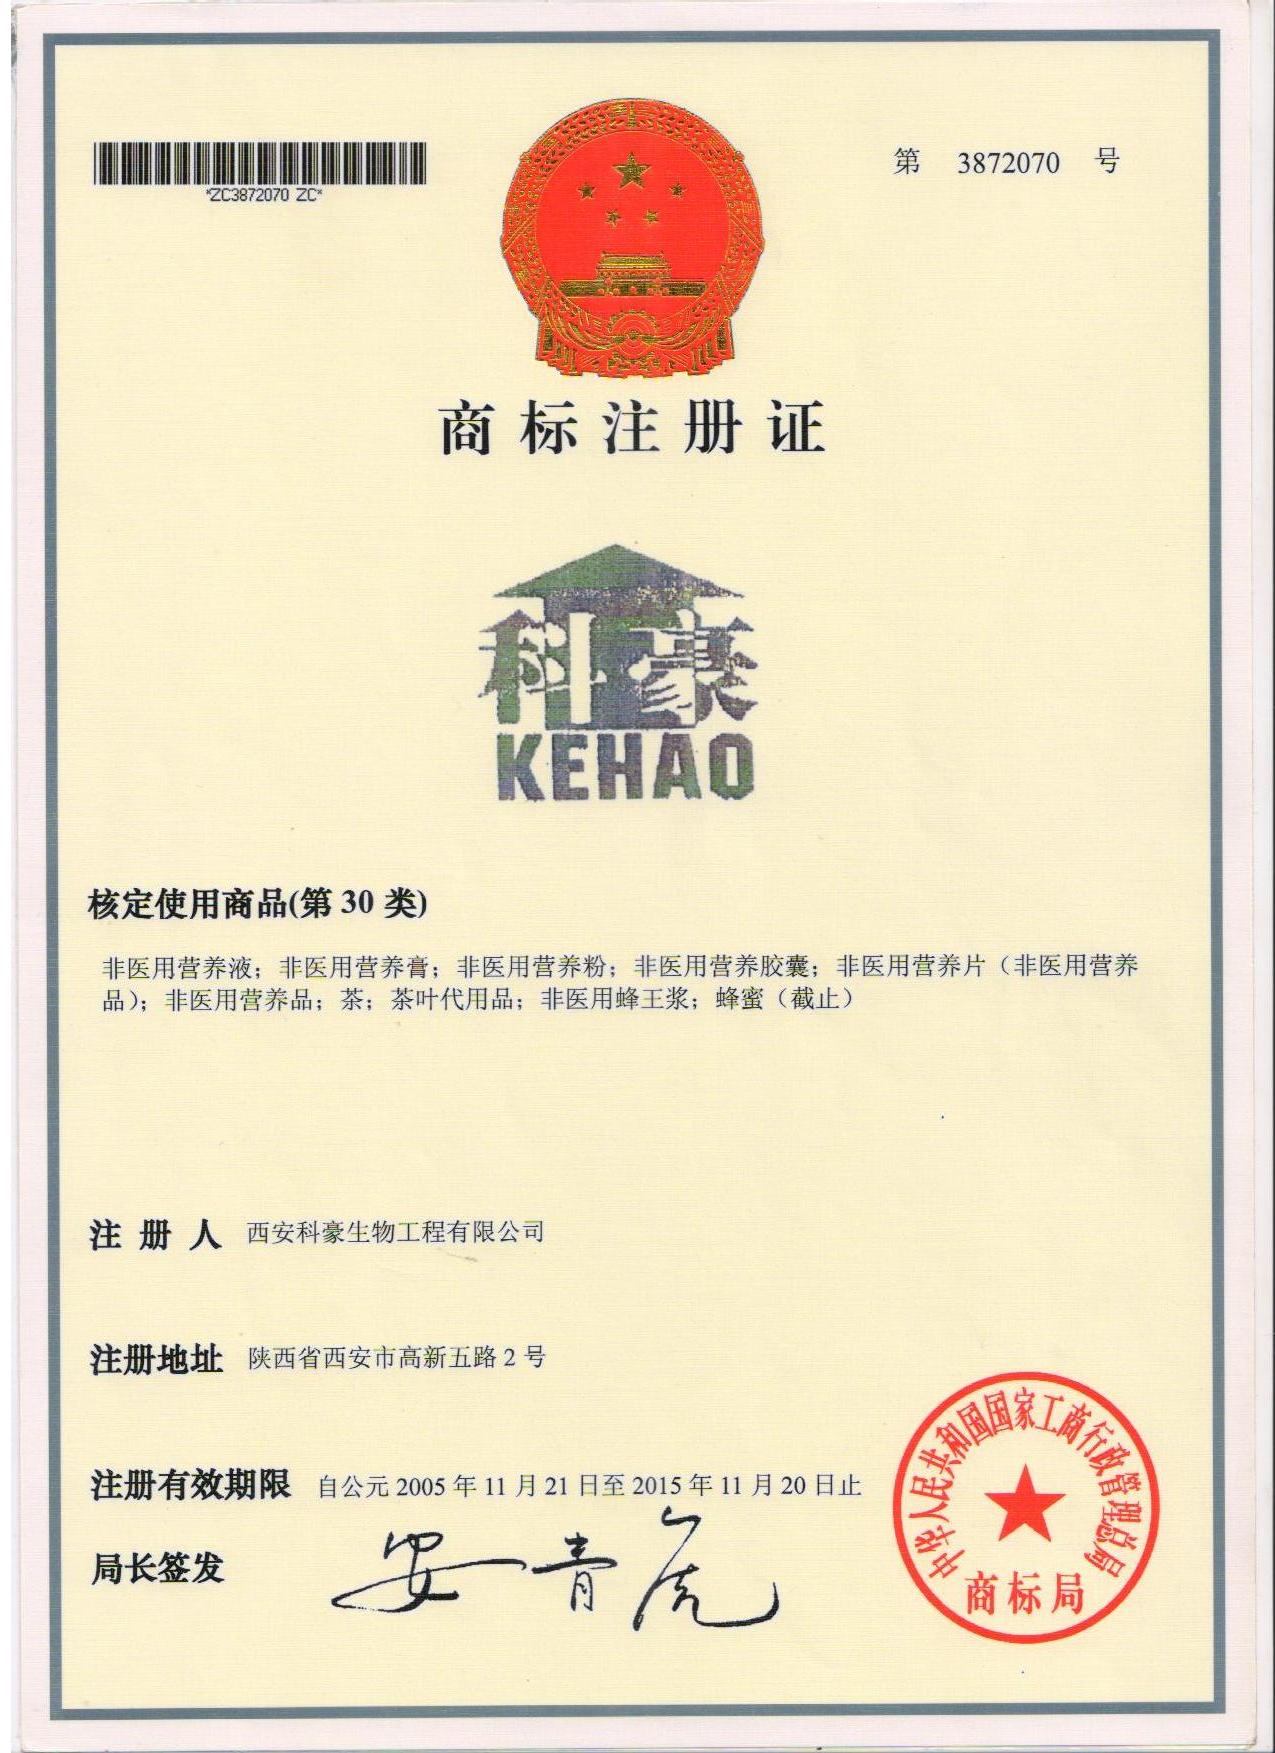 *ZC3872070 ZC*
第 3872070 号
商标注册证
科豪
KEHAO
核定使用商品(第 30 类)
非医用营养液；非医用营养膏；非医用营养粉；非医用营养胶囊；非医用营养片（非医用营养
品）；非医用营养品；茶；茶叶代用品；非医用蜂王浆；蜂蜜（截止）
注 册 人 西安科豪生物工程有限公司
注册地址 陕西省西安市高新五路 2 号
注册有效期限 自公元 2005 年 11 月 21 日至 2015 年 11 月 20 日止
局长签发 安青虎
中华人民共和国国家工商行政管理总局
商标局